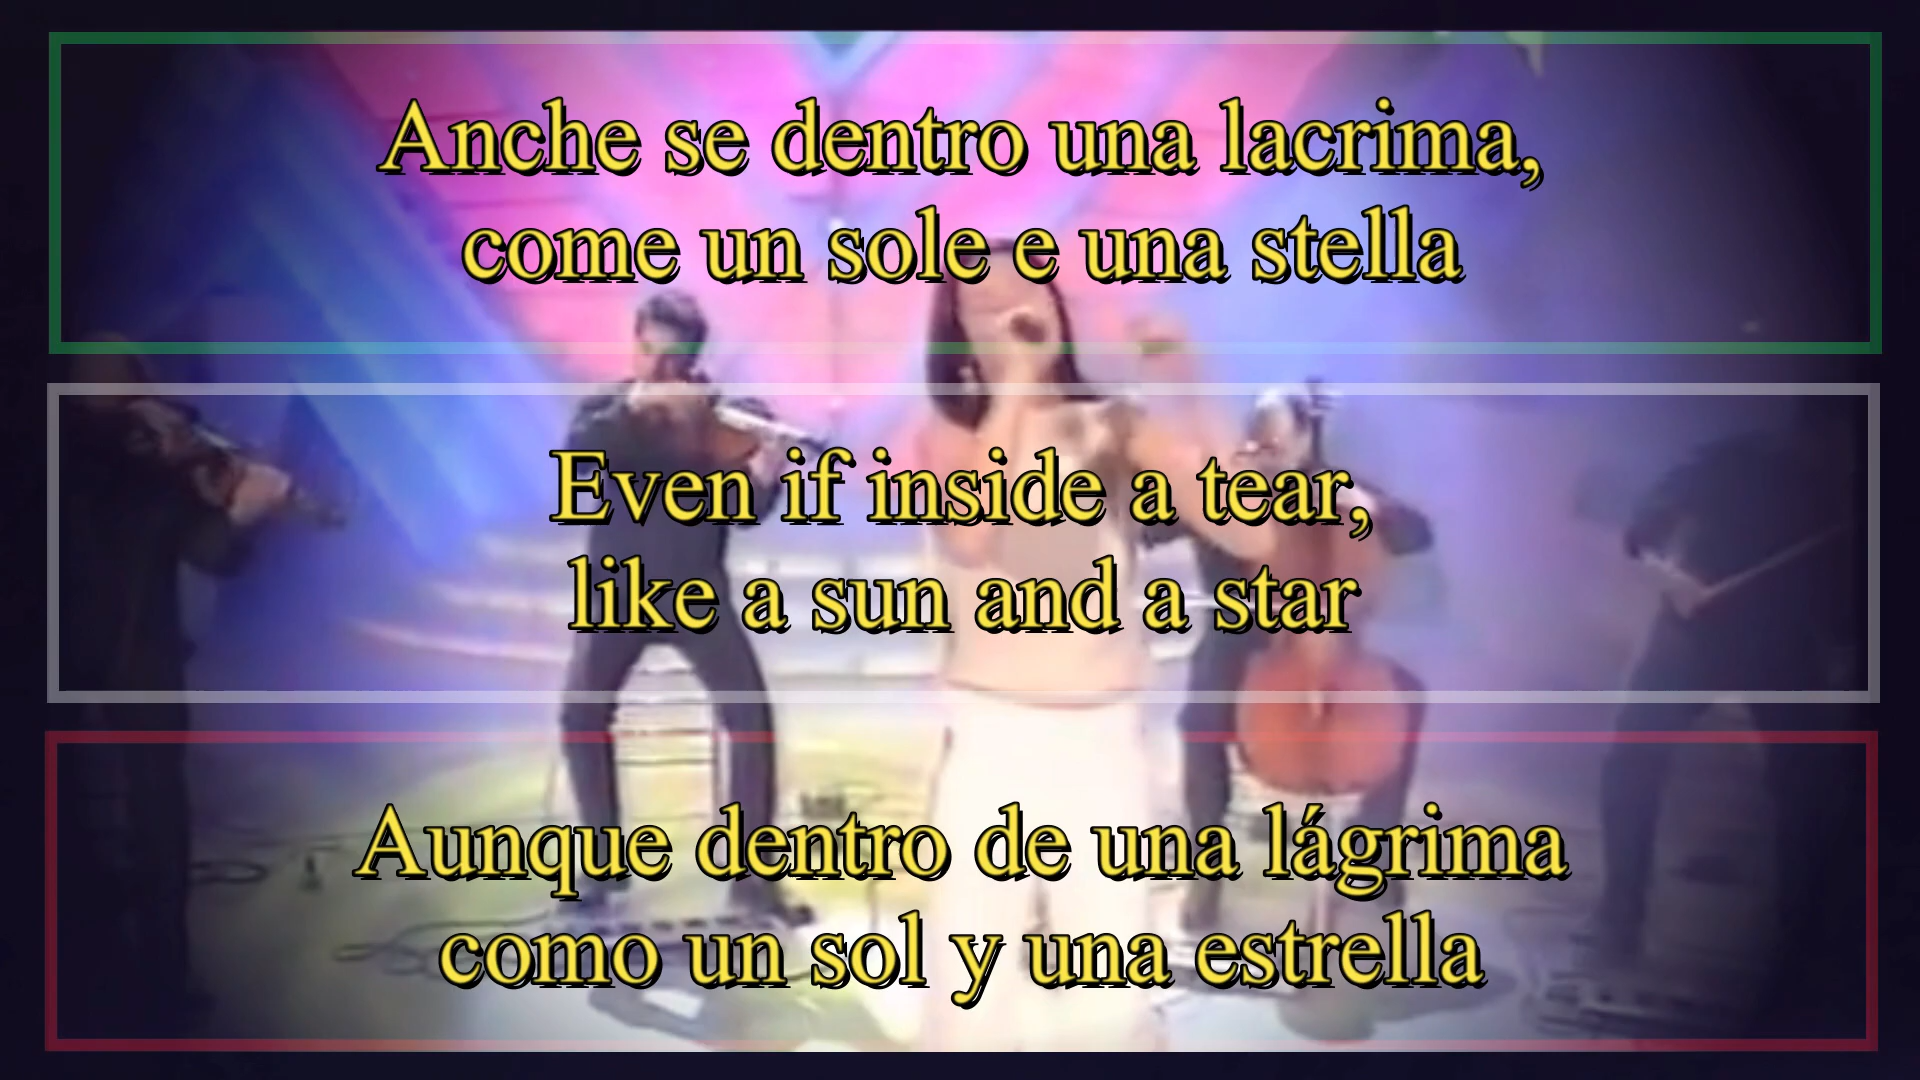 Anche se dentro una lacrima,
come un sole e una stella
Even if inside a tear,
like a sun and a star
Aunque dentro de una lágrima
como un sol y una estrella